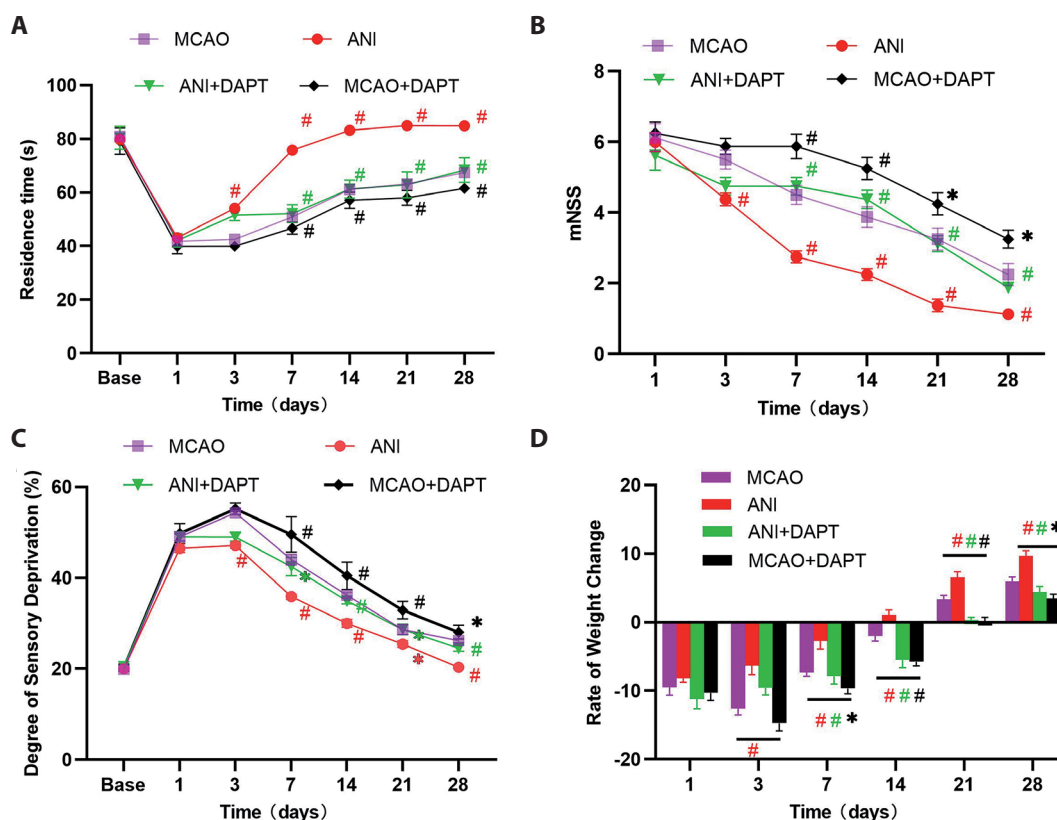 A
MCAO
ANI
ANI+DAPT
MCAO+DAPT
Residence time (s)
100
80
60
40
20
0
# # # # #
# # # #
# # # #
Base 1 3 7 14 21 28
Time（days）
B
MCAO
ANI
ANI+DAPT
MCAO+DAPT
mNSS
8
6
4
2
0
# # * *
# # # #
# # # # #
1 3 7 14 21 28
Time（days）
C
MCAO
ANI
ANI+DAPT
MCAO+DAPT
Degree of Sensory Deprivation (%)
60
40
20
0
# # # *
* # * #
# # # * #
Base 1 3 7 14 21 28
Time（days）
D
MCAO
ANI
ANI+DAPT
MCAO+DAPT
Rate of Weight Change
20
10
0
-10
-20
#
# # *
# # #
# # #
# # *
1 3 7 14 21 28
Time（days）